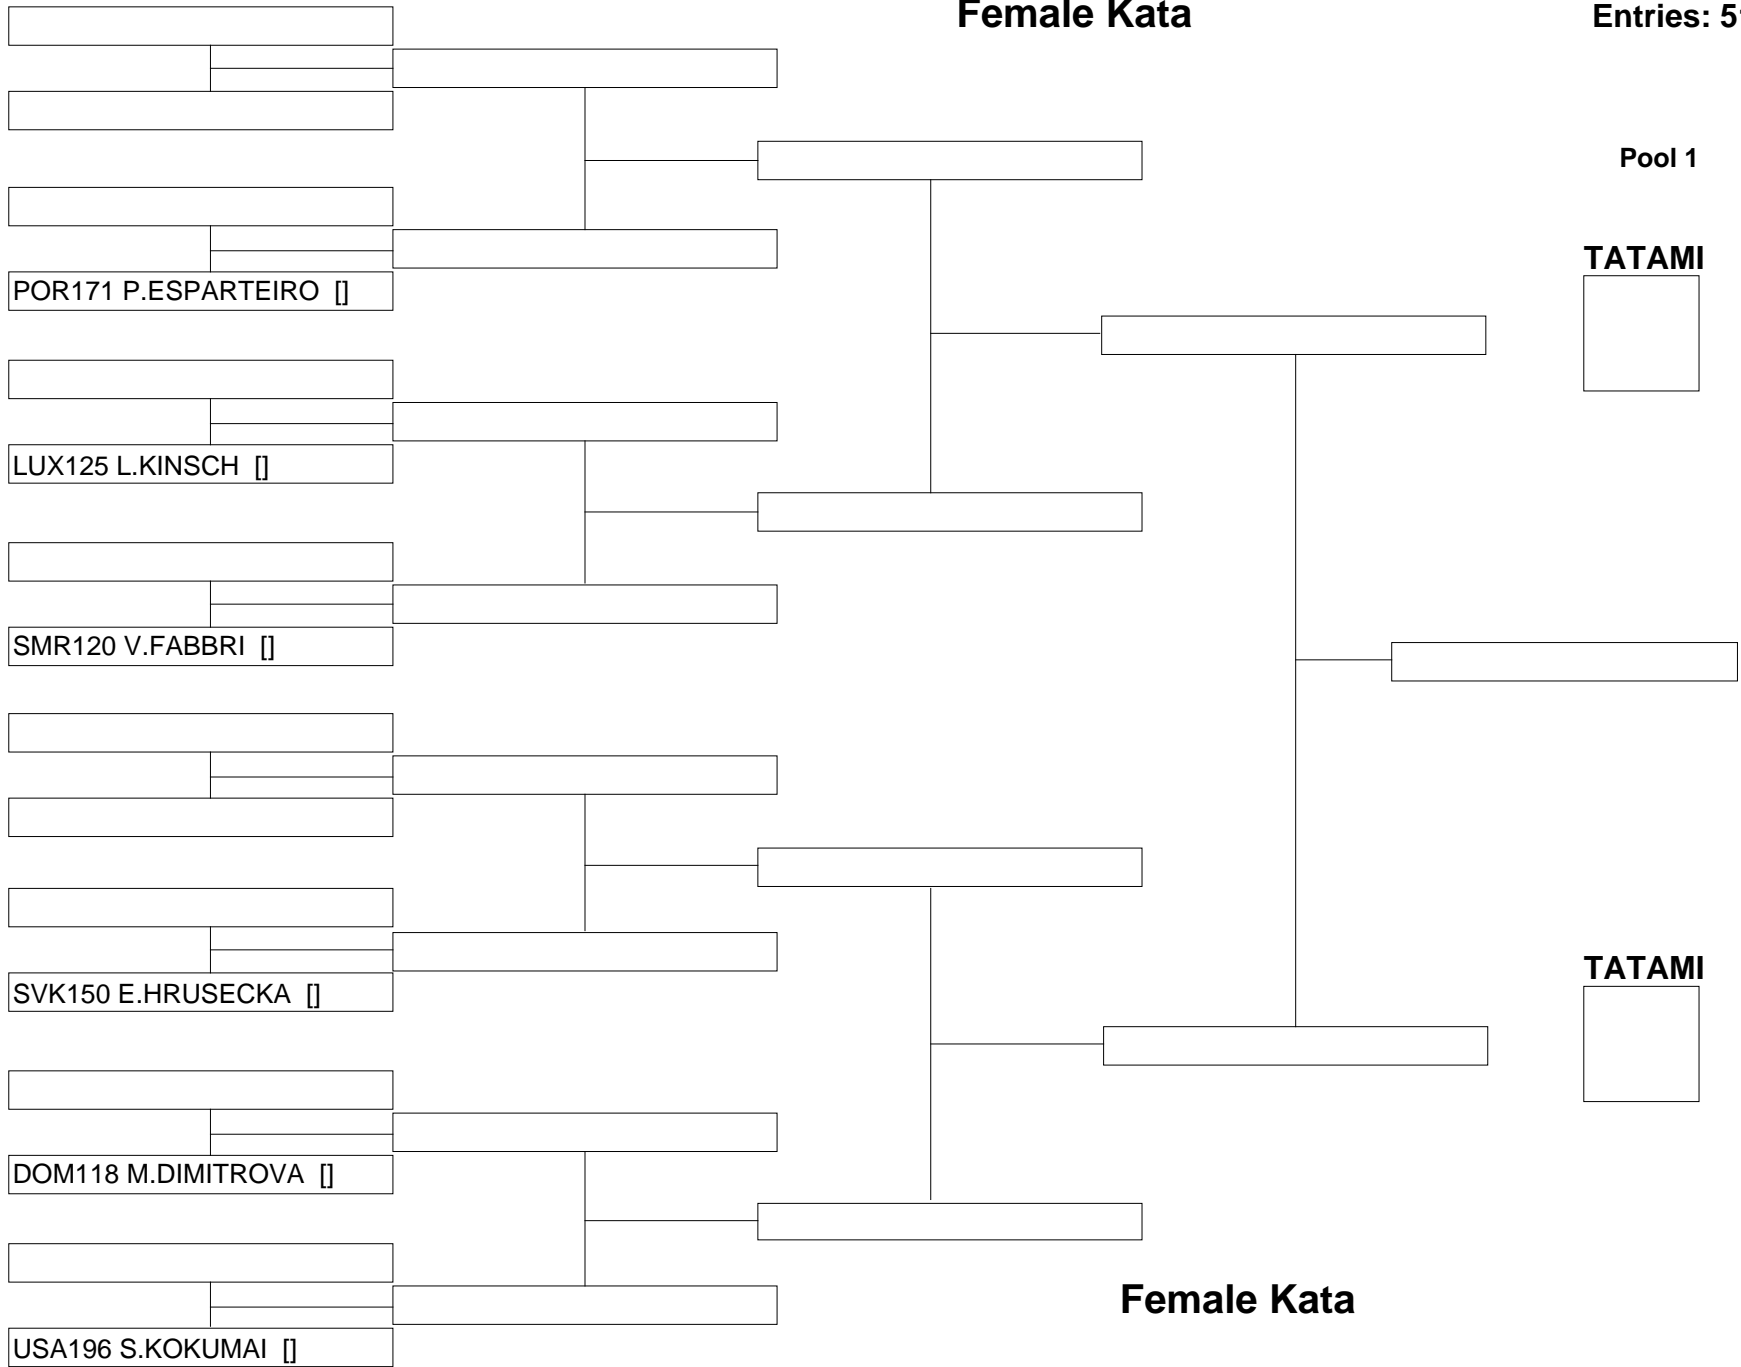 Female Kata
Entries: 5
Pool 1
TATAMI
POR171 P.ESPARTEIRO []
LUX125 L.KINSCH []
SMR120 V.FABBRI []
SVK150 E.HRUSECKA []
TATAMI
DOM118 M.DIMITROVA []
Female Kata
USA196 S.KOKUMAI []